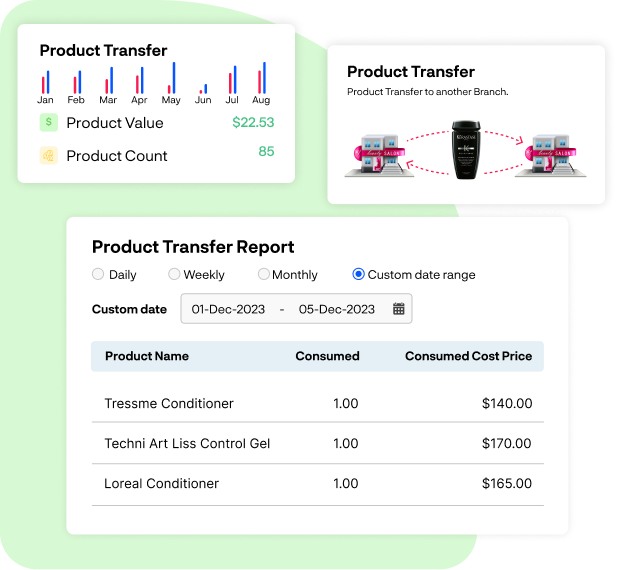 Product Transfer
Jan Feb Mar Apr May Jun Jul Aug
$ Product Value $22.53
Product Count 85
Product Transfer
Product Transfer to another Branch.
SALON
SALON
Product Transfer Report
Daily Weekly Monthly Custom date range
Custom date 01-Dec-2023 - 05-Dec-2023
Product Name Consumed Consumed Cost Price
Tressme Conditioner 1.00 $140.00
Techni Art Liss Control Gel 1.00 $170.00
Loreal Conditioner 1.00 $165.00